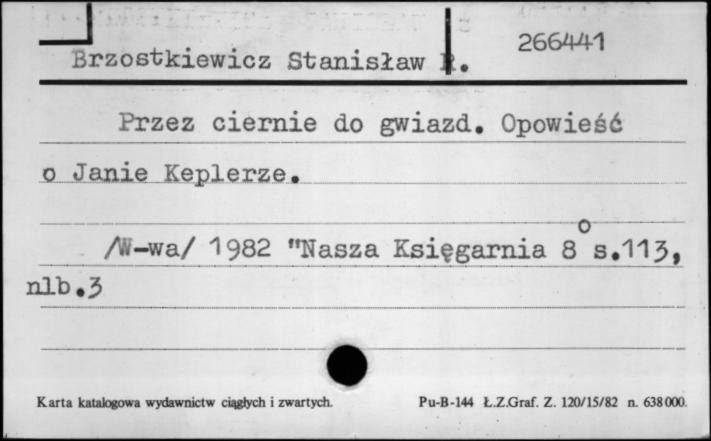 266441
Brzostkiewicz Stanisław R.
Przez ciernie do gwiazd. Opowieść
o Janie Keplerze.
/W-wa/ 1982 "Nasza Księgarnia 8° s.113,
nlb.3
Karta katalogowa wydawnictw ciągłych i zwartych. Pu-B-144 Ł.Z.Graf. Z. 120/15/82 n. 638000.